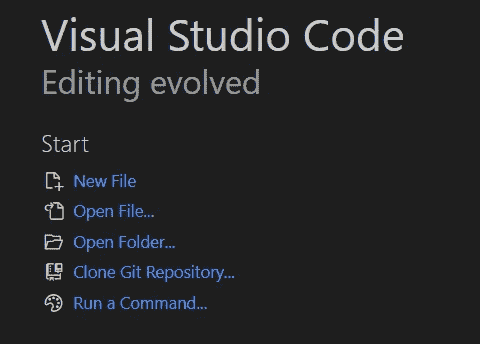 Visual Studio Code
Editing evolved
Start
New File
Open File...
Open Folder...
Clone Git Repository...
Run a Command...